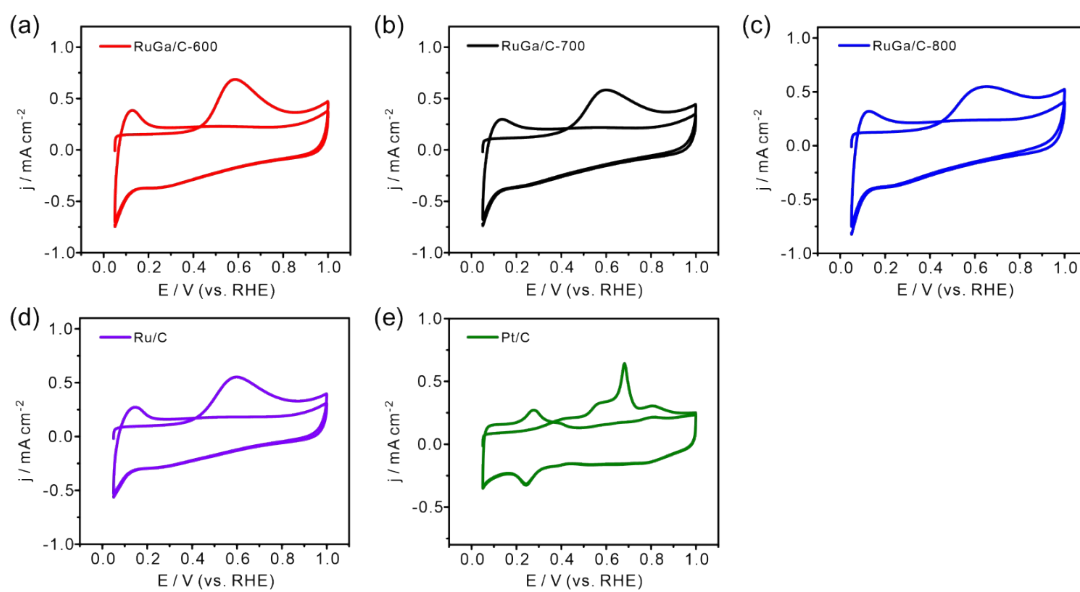 (a)
RuGa/C-600
1.0
0.5
0.0
-0.5
-1.0
j / mA cm⁻²
0.0 0.2 0.4 0.6 0.8 1.0
E / V (vs. RHE)
(b)
RuGa/C-700
1.0
0.5
0.0
-0.5
-1.0
j / mA cm⁻²
0.0 0.2 0.4 0.6 0.8 1.0
E / V (vs. RHE)
(c)
RuGa/C-800
1.0
0.5
0.0
-0.5
-1.0
j / mA cm⁻²
0.0 0.2 0.4 0.6 0.8 1.0
E / V (vs. RHE)
(d)
Ru/C
1.0
0.5
0.0
-0.5
-1.0
j / mA cm⁻²
0.0 0.2 0.4 0.6 0.8 1.0
E / V (vs. RHE)
(e)
Pt/C
1.0
0.5
0.0
-0.5
j / mA cm⁻²
0.0 0.2 0.4 0.6 0.8 1.0
E / V (vs. RHE)